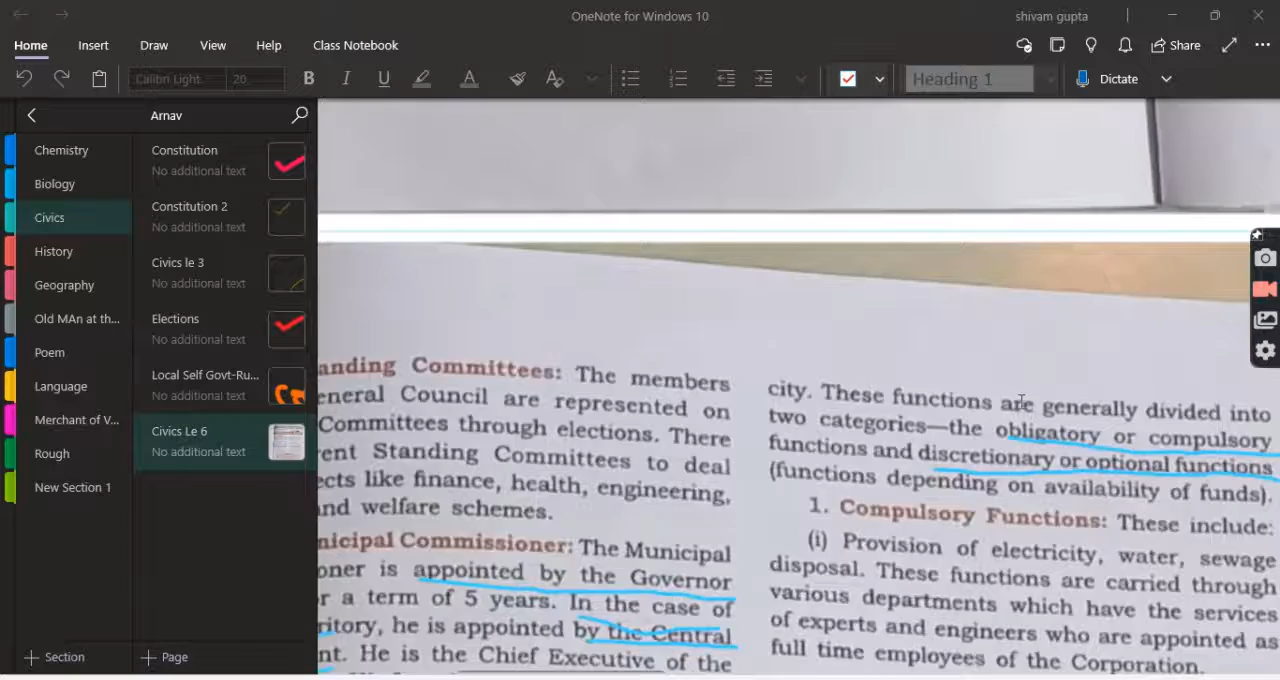 OneNote for Windows 10
shivam gupta
Home
Insert
Draw
View
Help
Class Notebook
Share
Calibri Light
20
B
I
U
A
Heading 1
Dictate
Arnav
Chemistry
Biology
Civics
History
Geography
Old MAn at th...
Poem
Language
Merchant of V...
Rough
New Section 1
Section
Constitution
No additional text
Constitution 2
No additional text
Civics le 3
No additional text
Elections
No additional text
Local Self Govt-Ru...
No additional text
Civics Le 6
No additional text
Page
anding Committees: The members
eneral Council are represented on
Committees through elections. There
rent Standing Committees to deal
ects like finance, health, engineering,
and welfare schemes.
nicipal Commissioner: The Municipal
oner is appointed by the Governor
r a term of 5 years. In the case of
ritory, he is appointed by the Central
nt. He is the Chief Executive of the
city. These functions are generally divided into
two categories—the obligatory or compulsory
functions and discretionary or optional functions
(functions depending on availability of funds).
1. Compulsory Functions: These include:
(i) Provision of electricity, water, sewage
disposal. These functions are carried through
various departments which have the services
of experts and engineers who are appointed as
full time employees of the Corporation.